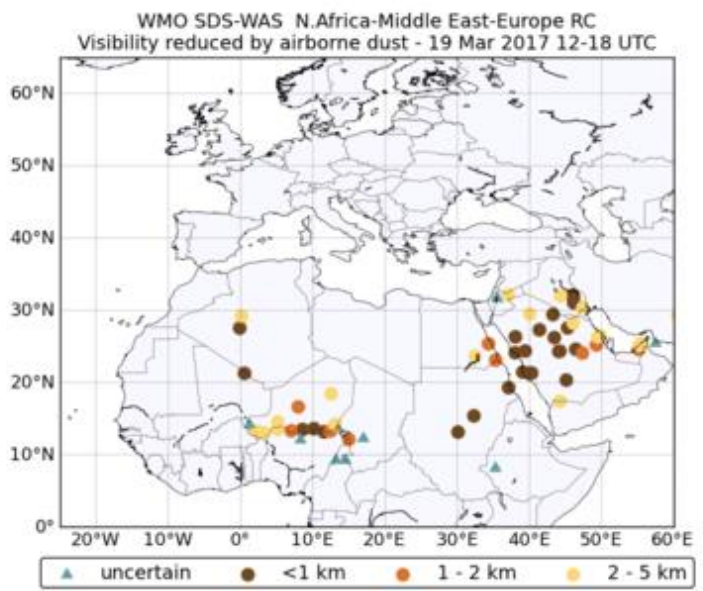 WMO SDS-WAS N.Africa-Middle East-Europe RC
Visibility reduced by airborne dust - 19 Mar 2017 12-18 UTC
60°N
50°N
40°N
30°N
20°N
10°N
0°
20°W 10°W 0° 10°E 20°E 30°E 40°E 50°E 60°E
uncertain <1 km 1 - 2 km 2 - 5 km